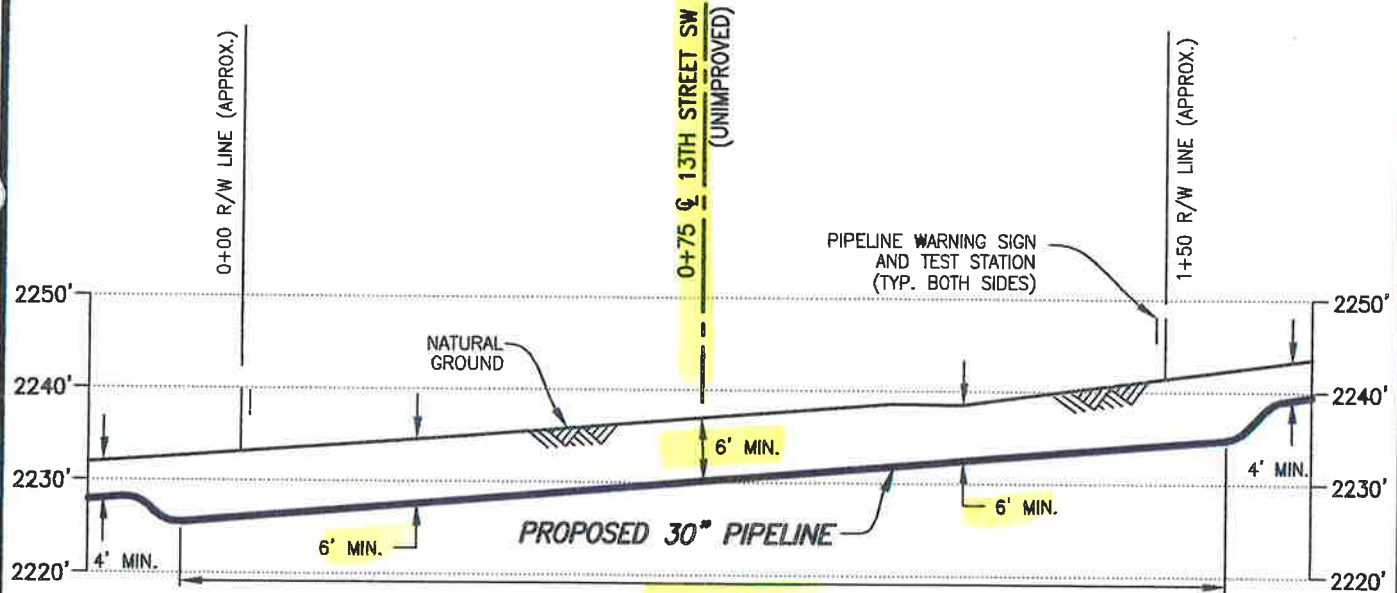 0+00 R/W LINE (APPROX.)
0+75 ℄ 13TH STREET SW
(UNIMPROVED)
1+50 R/W LINE (APPROX.)
PIPELINE WARNING SIGN
AND TEST STATION
(TYP. BOTH SIDES)
2250'
2250'
NATURAL
GROUND
2240'
2240'
6' MIN.
2230'
2230'
4' MIN.
6' MIN.
PROPOSED 30" PIPELINE
6' MIN.
4' MIN.
2220'
2220'